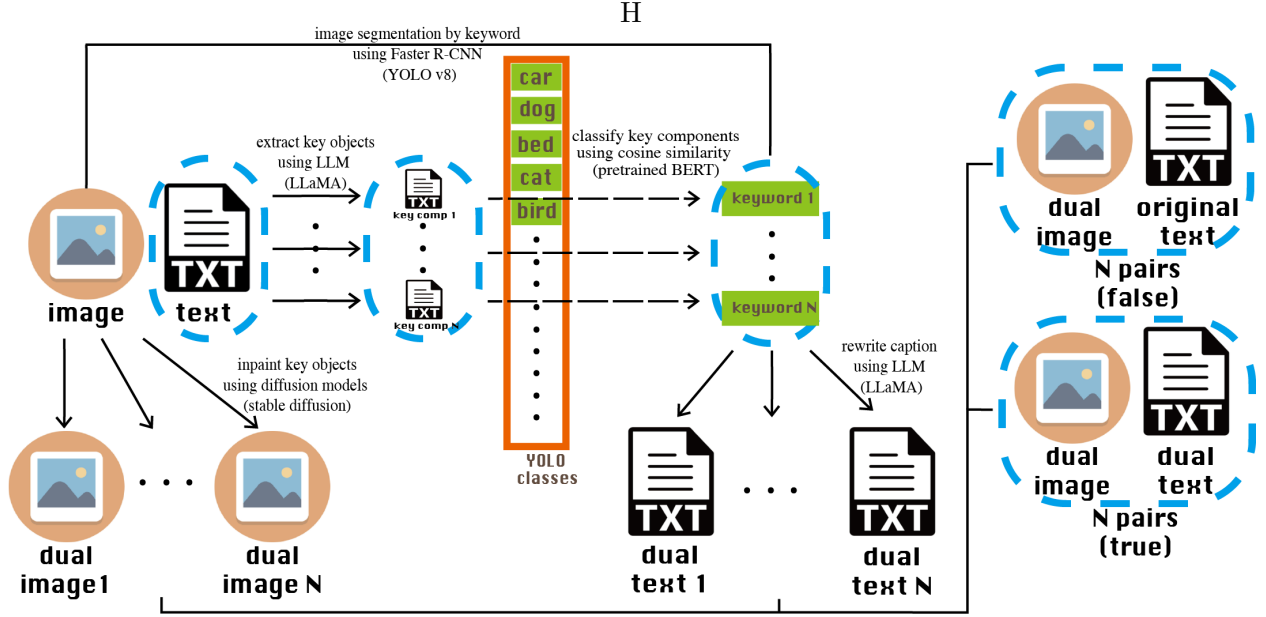 H
image segmentation by keyword
using Faster R-CNN
(YOLO v8)
car
dog
bed
cat
bird
YOLO
classes
extract key objects
using LLM
(LLaMA)
classify key components
using cosine similarity
(pretrained BERT)
TXT
image
text
TXT
key comp 1
TXT
key comp N
keyword 1
keyword N
inpaint key objects
using diffusion models
(stable diffusion)
rewrite caption
using LLM
(LLaMA)
dual
image1
dual
image N
TXT
dual
text 1
TXT
dual
text N
TXT
dual
image
original
text
N pairs
(false)
TXT
dual
image
dual
text
N pairs
(true)